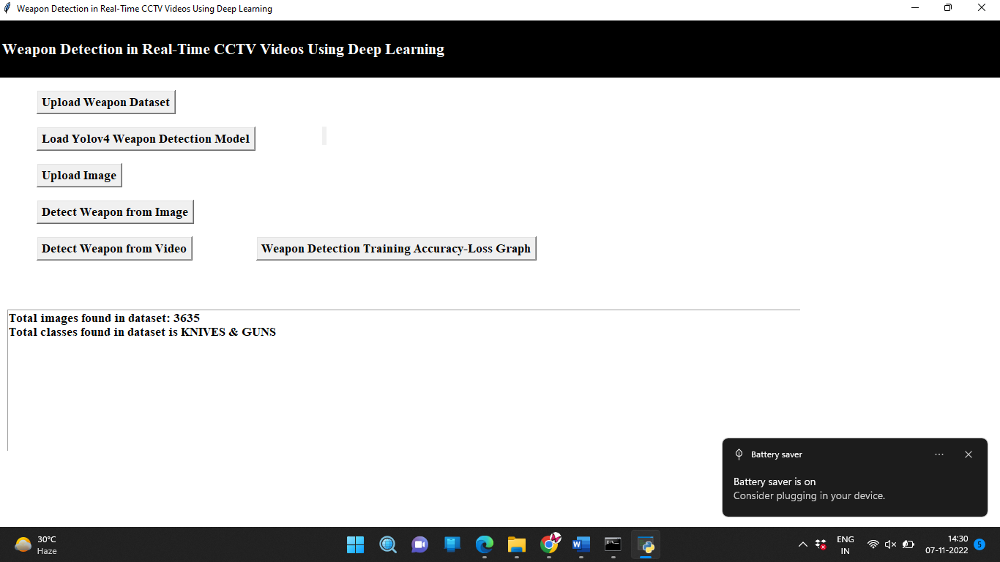 Weapon Detection in Real-Time CCTV Videos Using Deep Learning
Weapon Detection in Real-Time CCTV Videos Using Deep Learning
Upload Weapon Dataset
Load Yolov4 Weapon Detection Model
Upload Image
Detect Weapon from Image
Detect Weapon from Video
Weapon Detection Training Accuracy-Loss Graph
Total images found in dataset: 3635
Total classes found in dataset is KNIVES & GUNS
Battery saver
Battery saver is on
Consider plugging in your device.
30°C
Haze
ENG
IN
14:30
07-11-2022
5